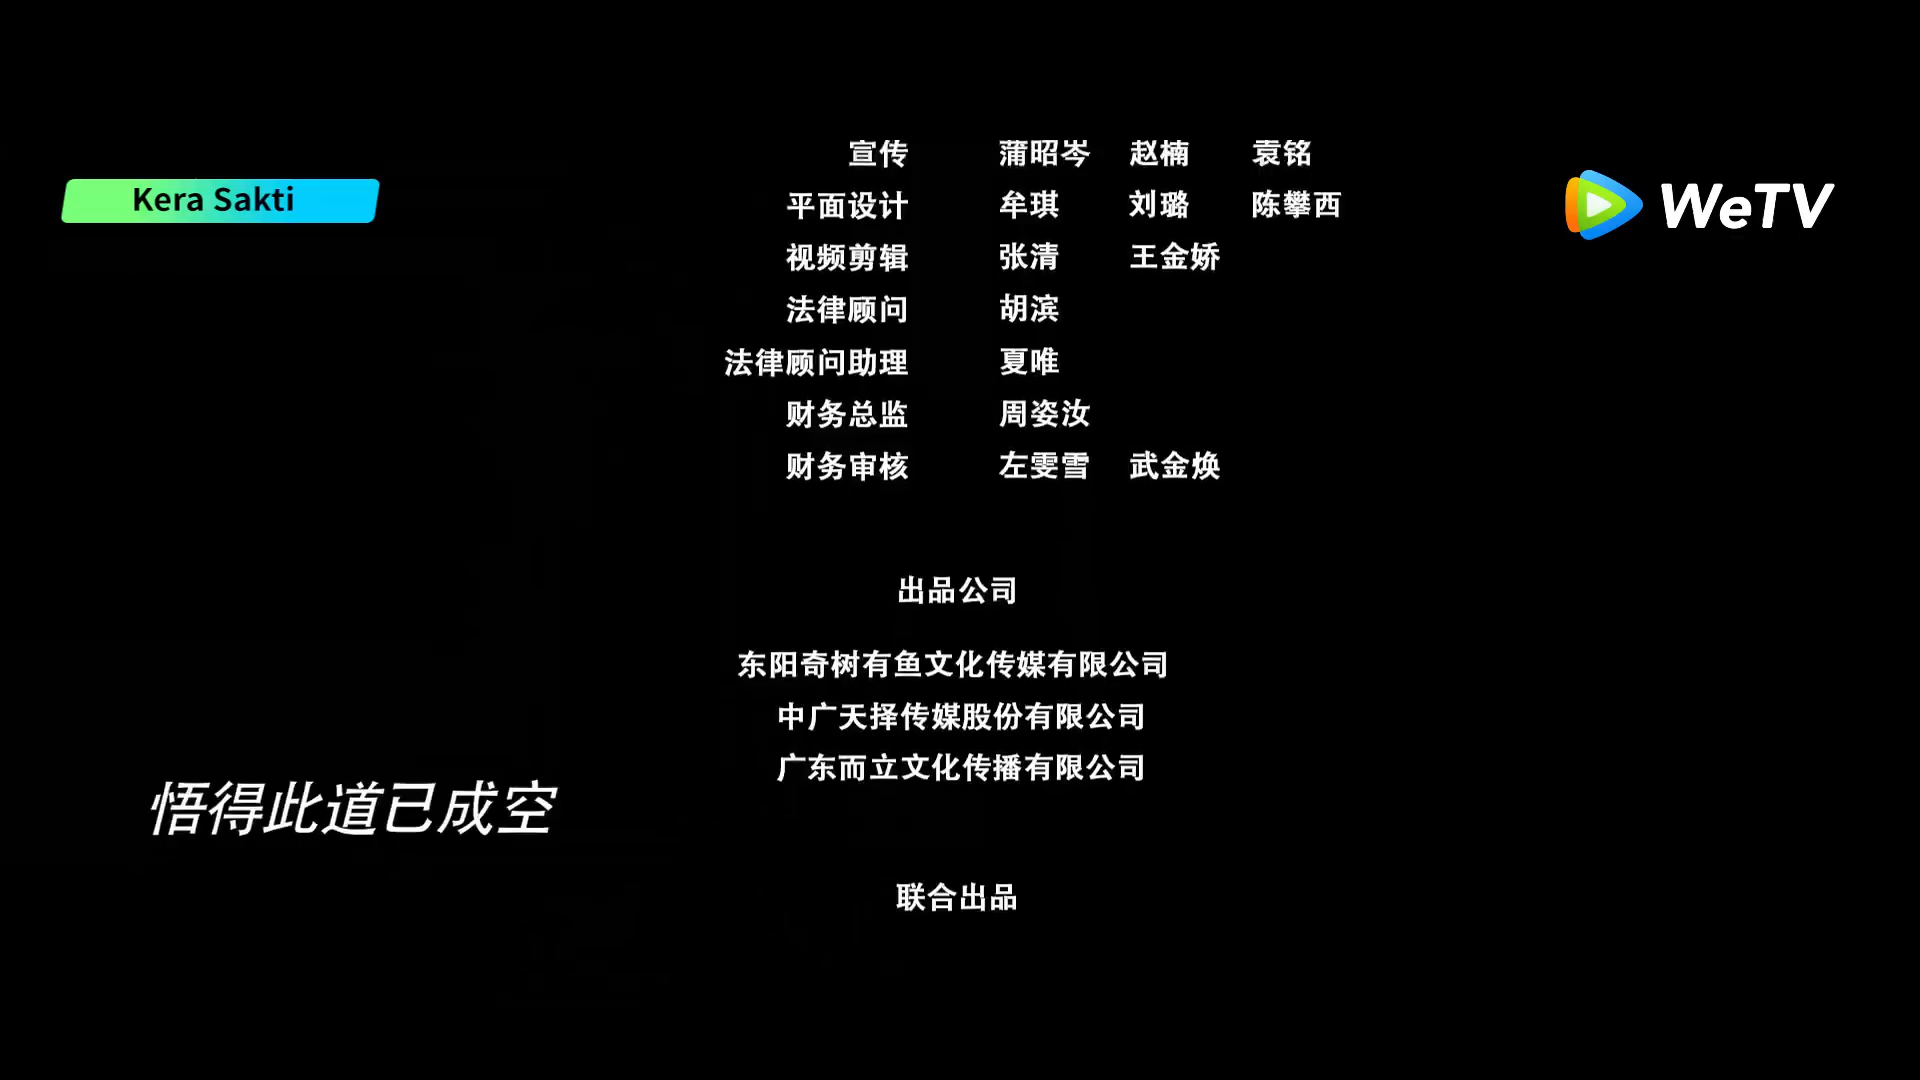 宣传 蒲昭岑 赵楠 袁铭
Kera Sakti
WeTV
平面设计 牟琪 刘璐 陈攀西
视频剪辑 张清 王金娇
法律顾问 胡滨
法律顾问助理 夏唯
财务总监 周姿汝
财务审核 左雯雪 武金焕
出品公司
东阳奇树有鱼文化传媒有限公司
中广天择传媒股份有限公司
广东而立文化传播有限公司
悟得此道已成空
联合出品